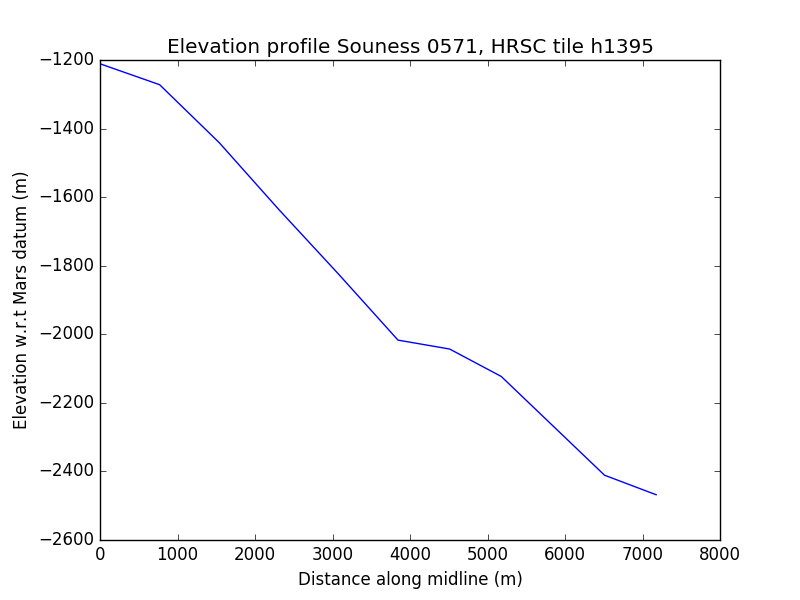 Elevation profile Souness 0571, HRSC tile h1395
−1200
−1400
−1600
−1800
−2000
−2200
−2400
−2600
Elevation w.r.t Mars datum (m)
0 1000 2000 3000 4000 5000 6000 7000 8000
Distance along midline (m)